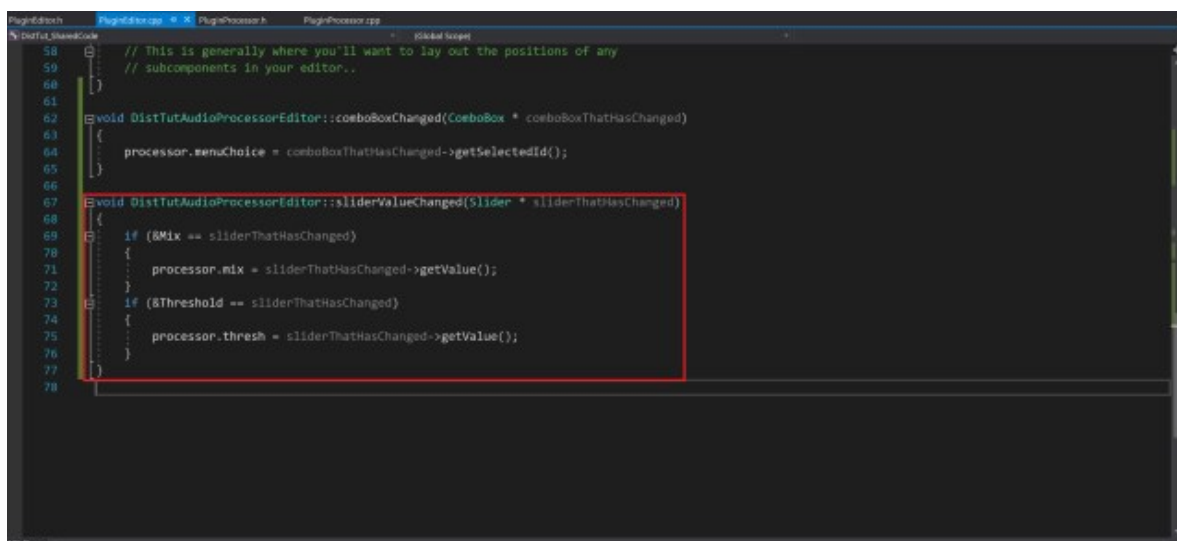 PluginEditor.h PluginEditor.cpp PluginProcessor.h PluginProcessor.cpp
DistTut_SharedCode (Global Scope)
58 // This is generally where you'll want to lay out the positions of any
59 // subcomponents in your editor..
60 }
61
62 void DistTutAudioProcessorEditor::comboBoxChanged(ComboBox * comboBoxThatHasChanged)
63 {
64 processor.menuChoice = comboBoxThatHasChanged->getSelectedId();
65 }
66
67 void DistTutAudioProcessorEditor::sliderValueChanged(Slider * sliderThatHasChanged)
68 {
69 if (&Mix == sliderThatHasChanged)
70 {
71 processor.mix = sliderThatHasChanged->getValue();
72 }
73 if (&Threshold == sliderThatHasChanged)
74 {
75 processor.thresh = sliderThatHasChanged->getValue();
76 }
77 }
78